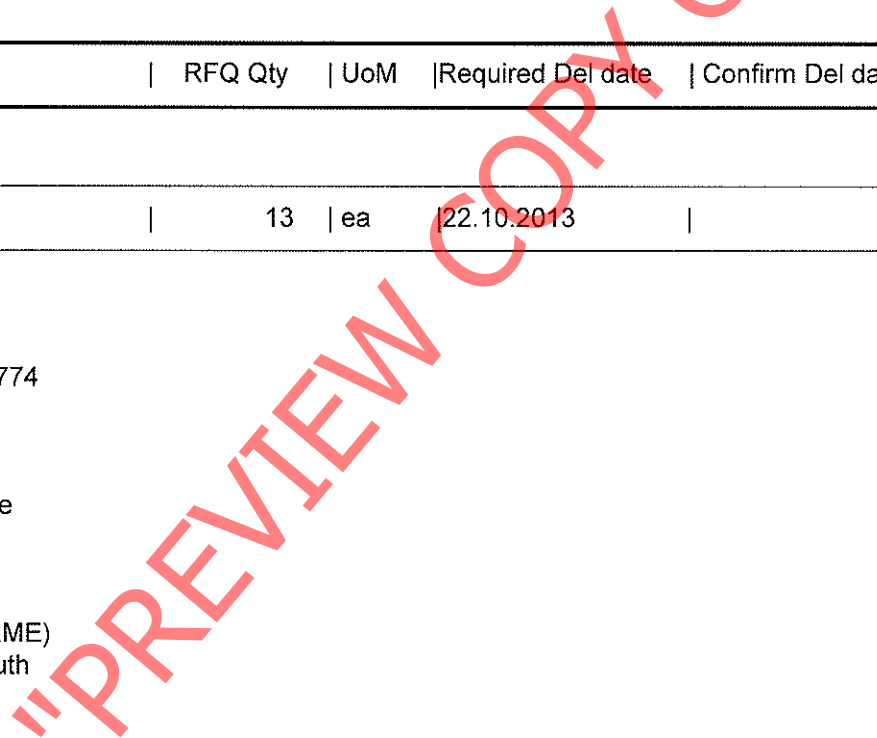 | RFQ Qty | UoM |Required Del date | Confirm Del da
| 13 | ea |22.10.2013 |
774
e
ME)
uth
"PREVIEW COPY